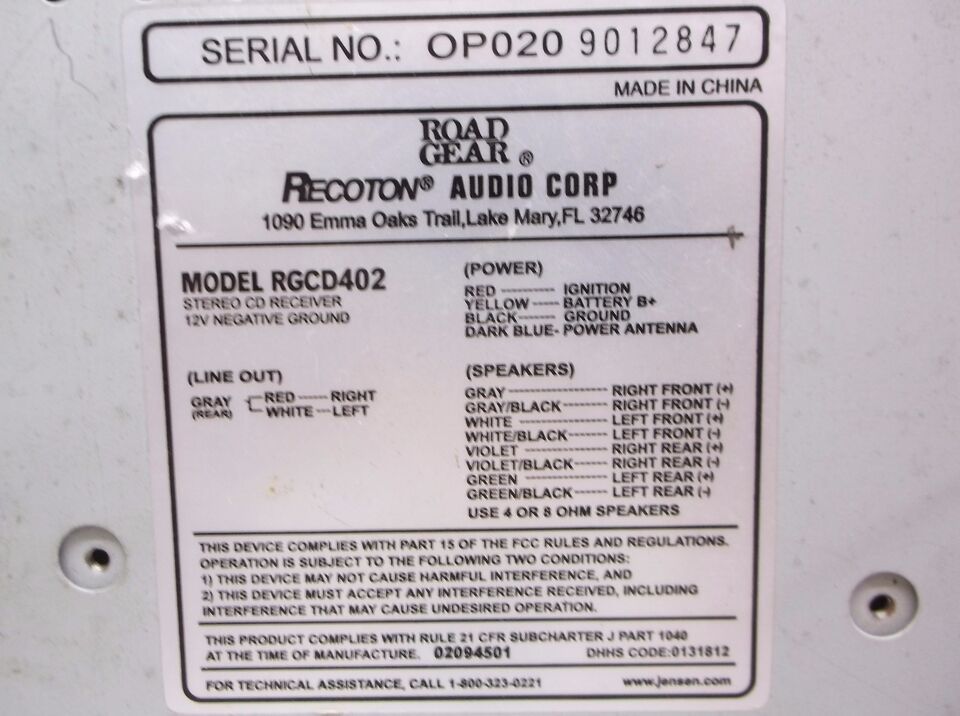 SERIAL NO.: OP020 9012847
MADE IN CHINA
ROAD
GEAR ®
RECOTON® AUDIO CORP
1090 Emma Oaks Trail,Lake Mary,FL 32746
MODEL RGCD402
STEREO CD RECEIVER
12V NEGATIVE GROUND
(POWER)
RED ---------- IGNITION
YELLOW ----- BATTERY B+
BLACK------- GROUND
DARK BLUE- POWER ANTENNA
(LINE OUT)
GRAY (REAR)
RED ------ RIGHT
WHITE --- LEFT
(SPEAKERS)
GRAY ------------------- RIGHT FRONT (+)
GRAY/BLACK--------- RIGHT FRONT (-)
WHITE ----------------- LEFT FRONT (+)
WHITE/BLACK------- LEFT FRONT (-)
VIOLET ---------------- RIGHT REAR (+)
VIOLET/BLACK------ RIGHT REAR (-)
GREEN ---------------- LEFT REAR (+)
GREEN/BLACK------ LEFT REAR (-)
USE 4 OR 8 OHM SPEAKERS
THIS DEVICE COMPLIES WITH PART 15 OF THE FCC RULES AND REGULATIONS.
OPERATION IS SUBJECT TO THE FOLLOWING TWO CONDITIONS:
1) THIS DEVICE MAY NOT CAUSE HARMFUL INTERFERENCE, AND
2) THIS DEVICE MUST ACCEPT ANY INTERFERENCE RECEIVED, INCLUDING
INTERFERENCE THAT MAY CAUSE UNDESIRED OPERATION.
THIS PRODUCT COMPLIES WITH RULE 21 CFR SUBCHARTER J PART 1040
AT THE TIME OF MANUFACTURE. 02094501 DHHS CODE:0131812
FOR TECHNICAL ASSISTANCE, CALL 1-800-323-0221 www.jensen.com